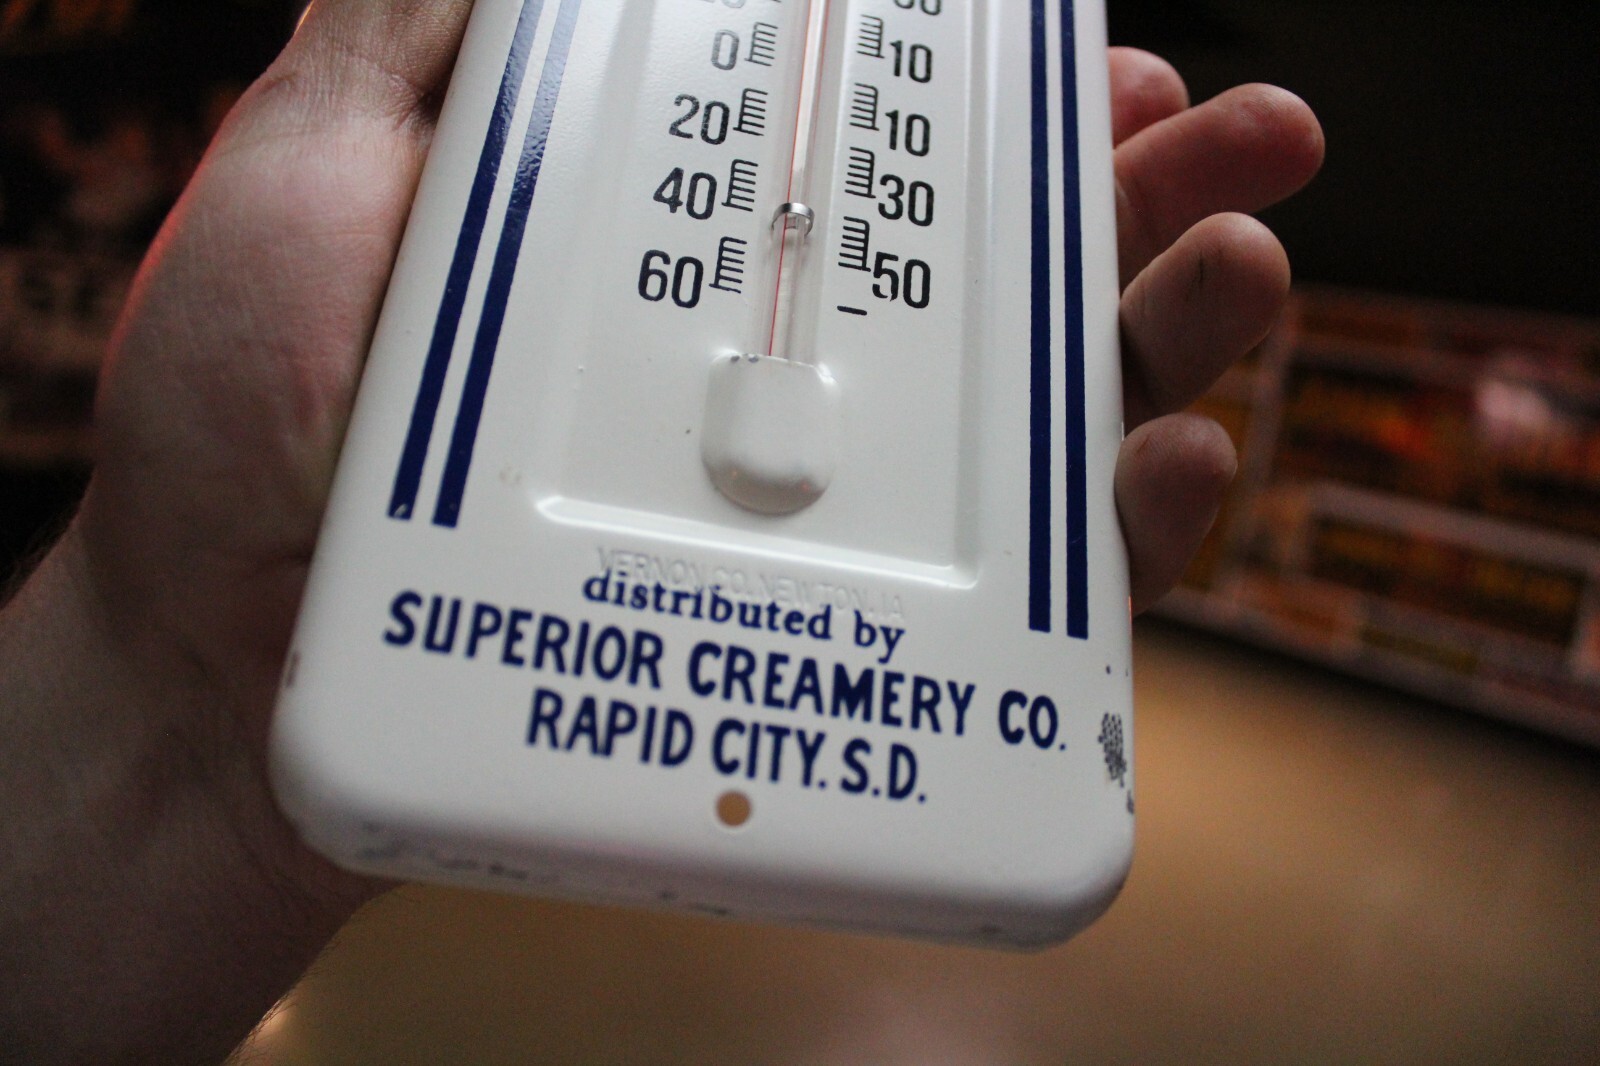 0 10
20 10
40 30
60 50
VERNON CO. NEWTON, IA
distributed by
SUPERIOR CREAMERY CO.
RAPID CITY. S.D.